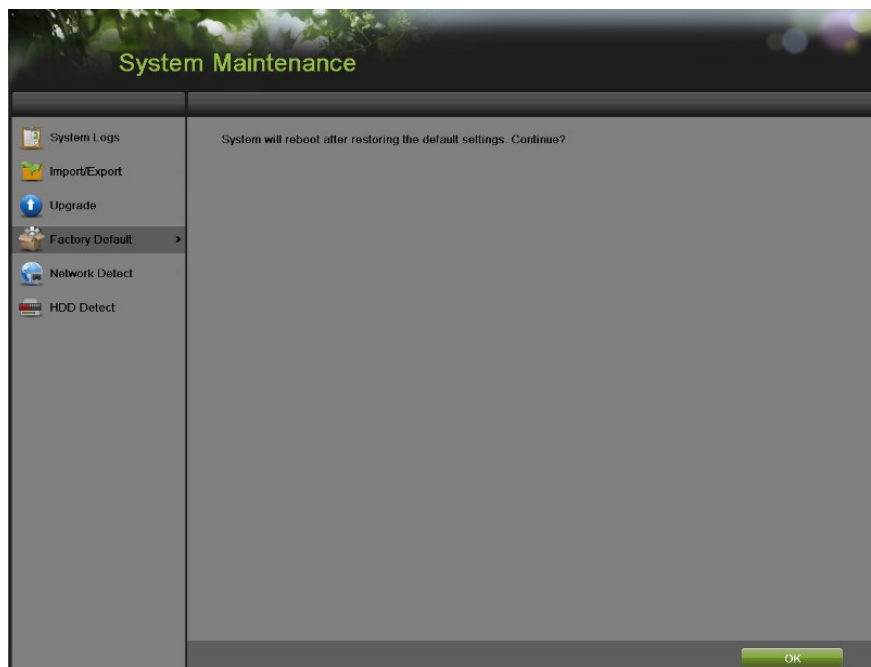 System Maintenance
System Logs
Import/Export
Upgrade
Factory Default
Network Detect
HDD Detect
System will reboot after restoring the default settings. Continue?
OK